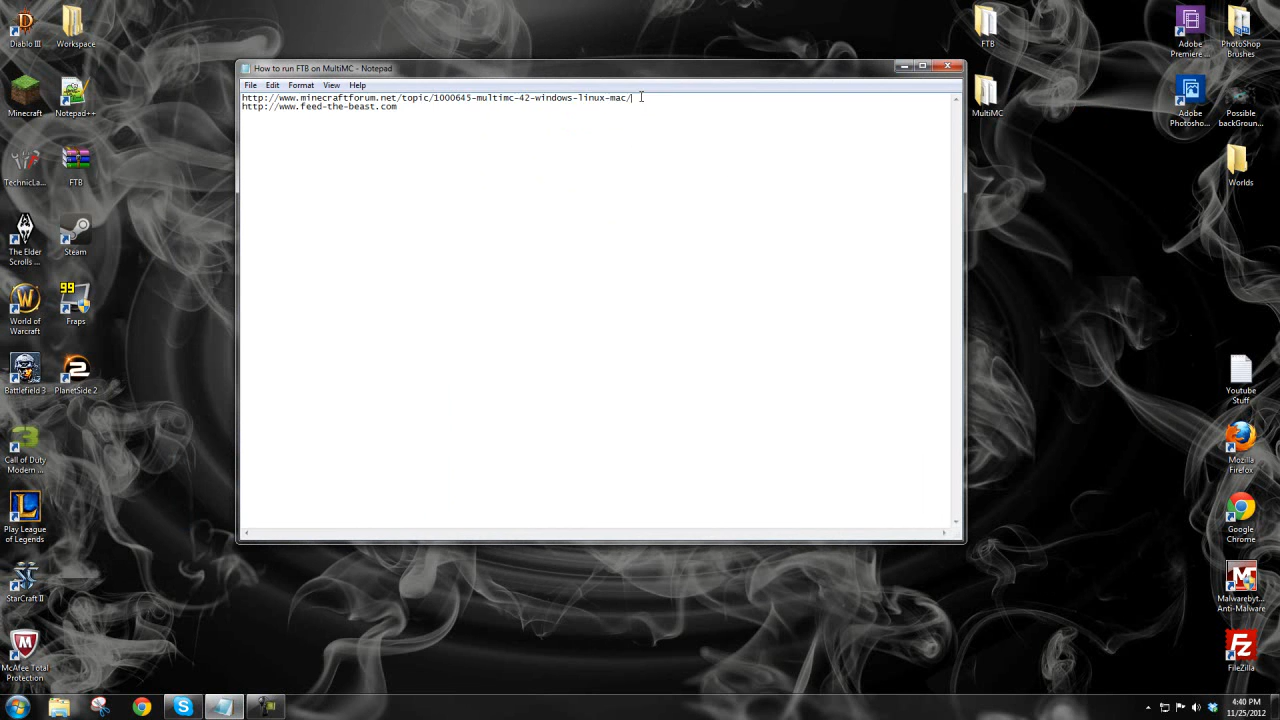 Diablo III
Workspace
FTB
Adobe Premiere ...
PhotoShop Brushes
How to run FTB on MultiMC - Notepad
File Edit Format View Help
http://www.minecraftforum.net/topic/1000645-multimc-42-windows-linux-mac/
http://www.feed-the-beast.com
Minecraft
Notepad++
MultiMC
Adobe Photosho...
Possible backGroun...
TechnicLa...
FTB
Worlds
The Elder Scrolls ...
Steam
World of Warcraft
99
Fraps
Battlefield 3
PlanetSide 2
Youtube Stuff
Call of Duty Modern ...
Mozilla Firefox
Play League of Legends
Google Chrome
StarCraft II
Malwarebyt... Anti-Malware
McAfee Total Protection
FileZilla
4:40 PM
11/25/2012